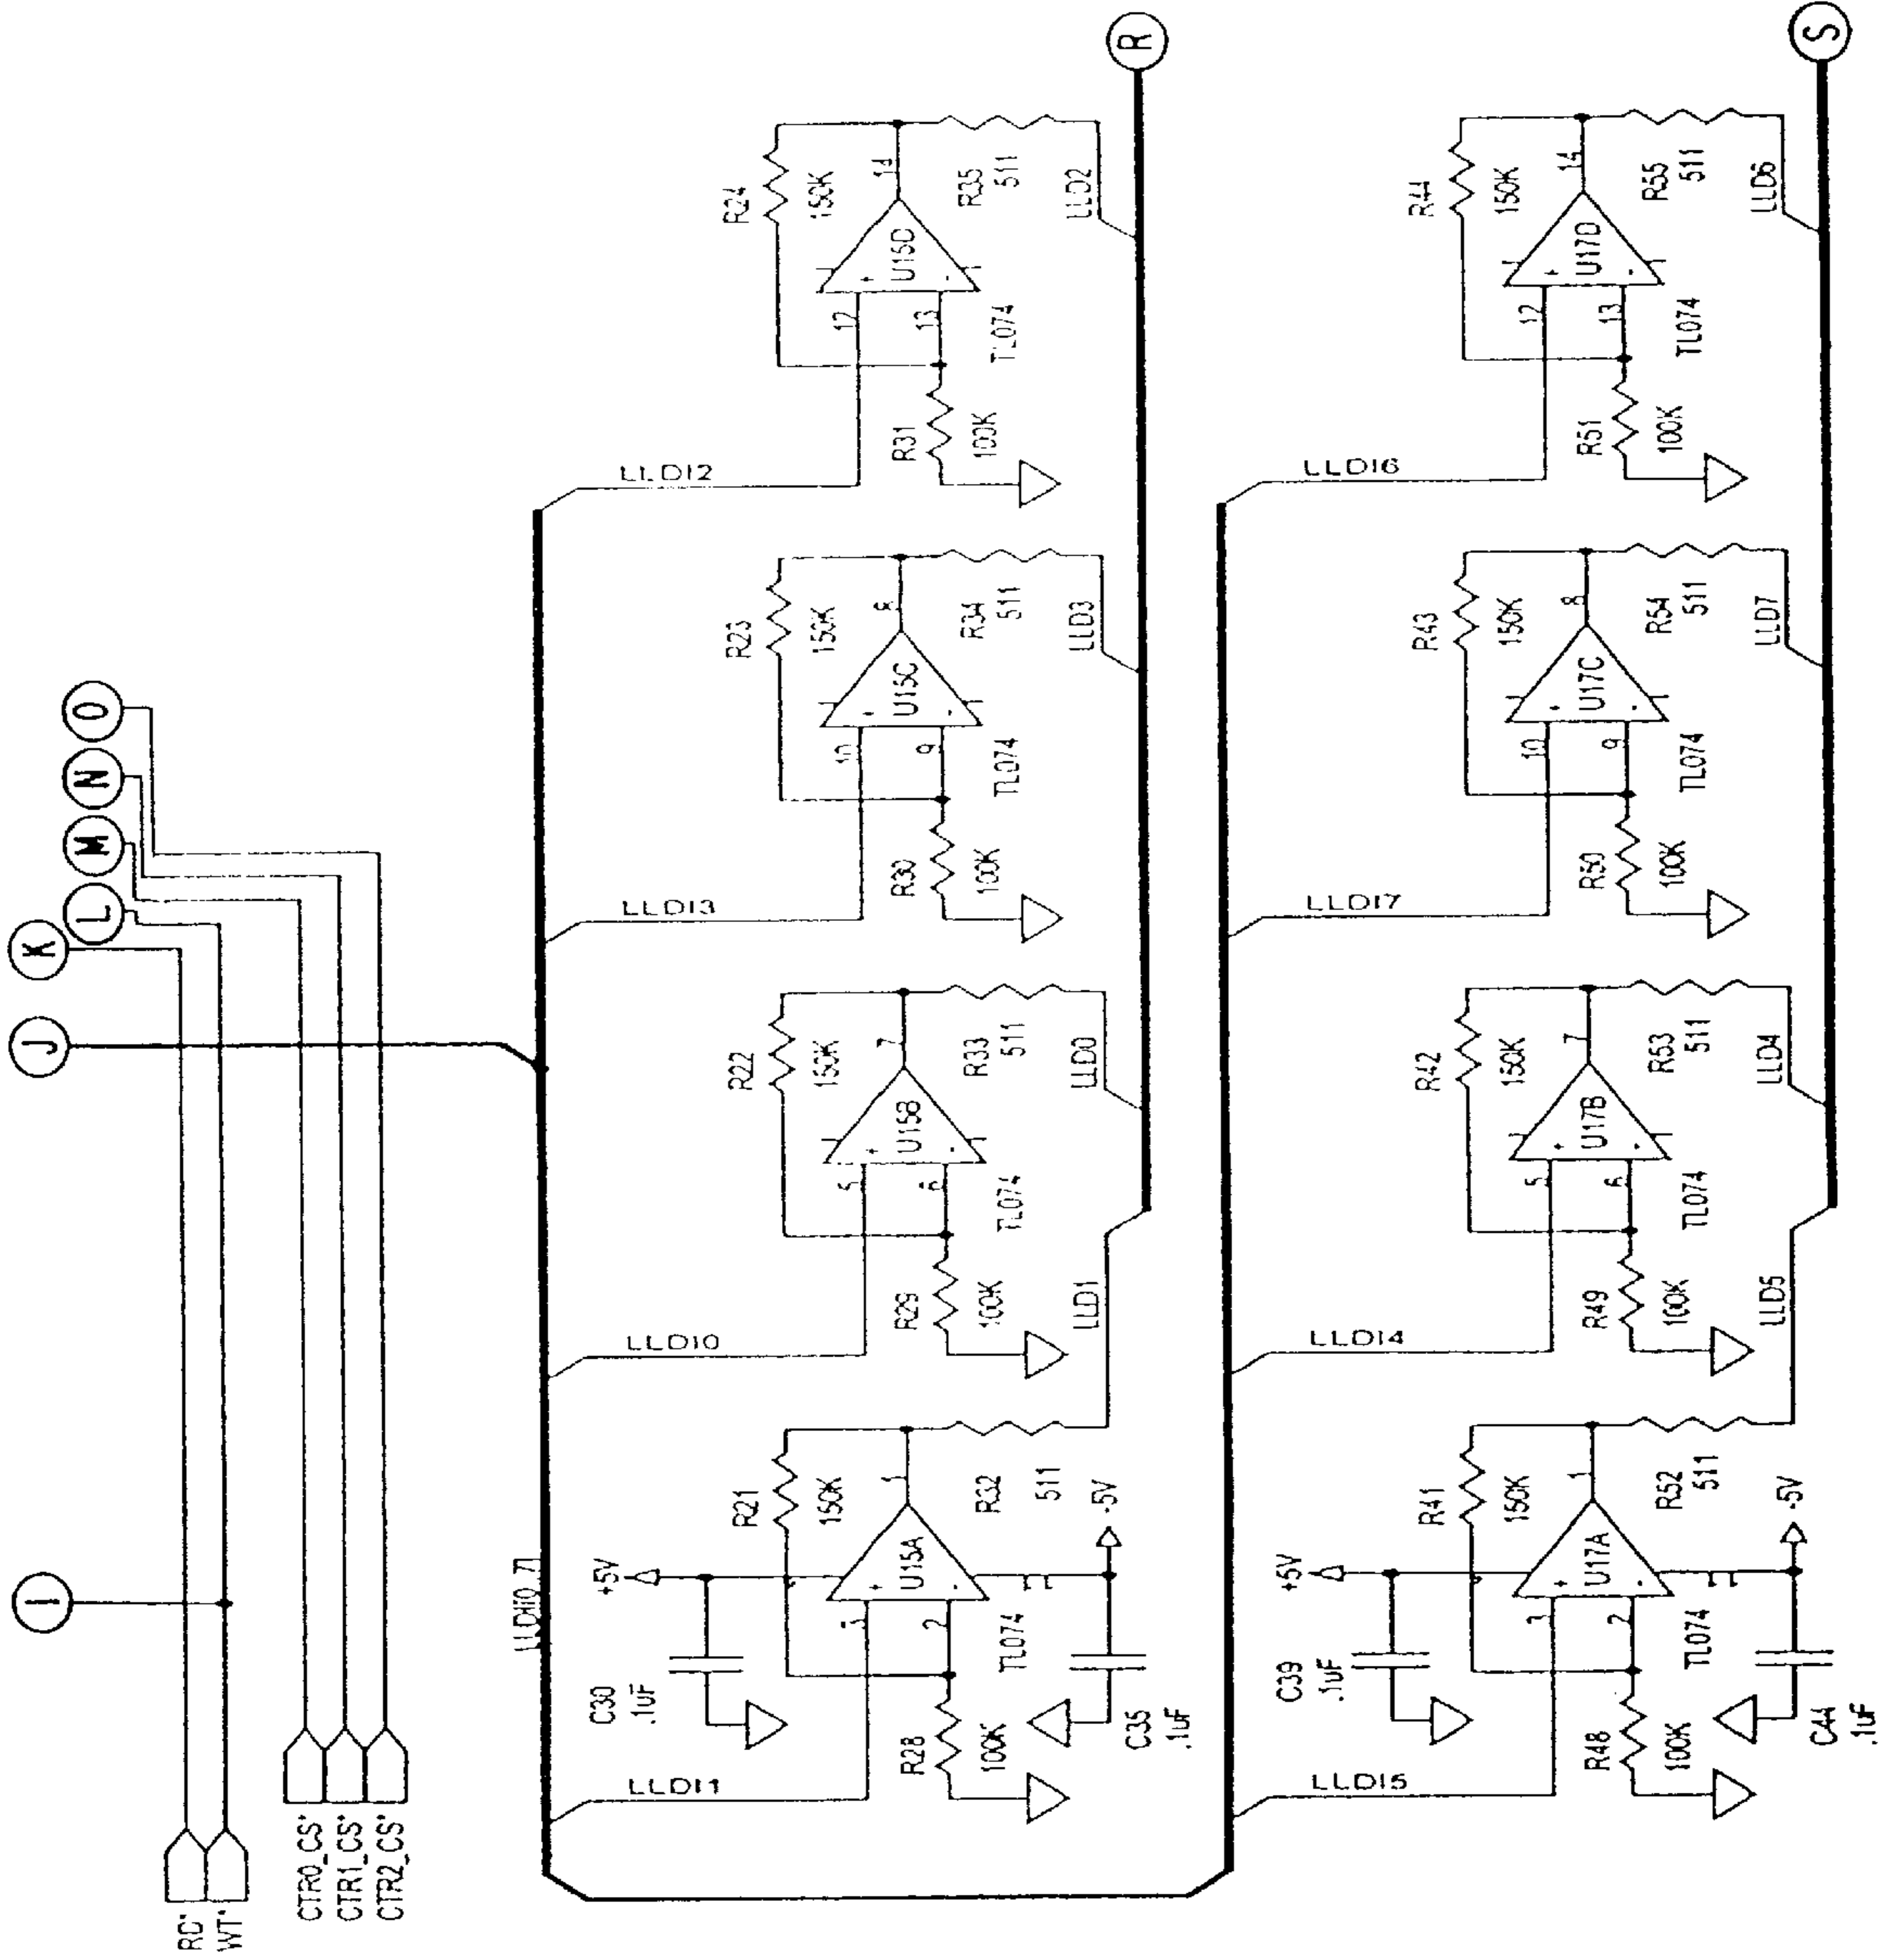 I
J
K
L
M
N
O
RD*
WT*
CTR0_CS*
CTR1_CS*
CTR2_CS*
LLDI1
LLDI0
LLDI3
LLDI2
+5V
C30
.1UF
R21
150K
3
2
1
U15A
TL074
R28
100K
R32
511
-5V
C35
.1UF
LLD1
R22
150K
5
6
7
U15B
TL074
R29
100K
R33
511
LLD0
R23
150K
10
9
8
U15C
TL074
R30
100K
R34
511
LLD3
R24
150K
12
13
14
U15D
TL074
R31
100K
R35
511
LLD2
R
LLDI5
LLDI4
LLDI7
LLDI6
+5V
C39
.1UF
R41
150K
3
2
1
U17A
TL074
R48
100K
R52
511
-5V
C44
.1UF
LLD5
R42
150K
5
6
7
U17B
TL074
R49
100K
R53
511
LLD4
R43
150K
10
9
8
U17C
TL074
R50
100K
R54
511
LLD7
R44
150K
12
13
14
U17D
TL074
R51
100K
R55
511
LLD6
S